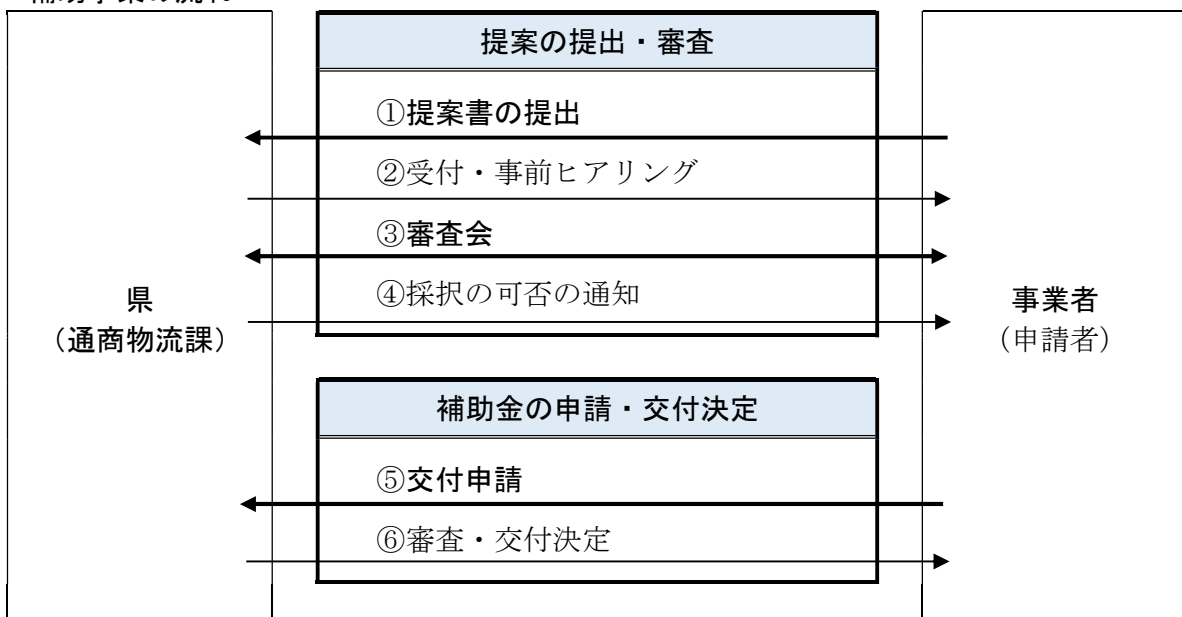 補助事業の流れ
提案の提出・審査
①提案書の提出
②受付・事前ヒアリング
③審査会
④採択の可否の通知
県
（通商物流課）
事業者
（申請者）
補助金の申請・交付決定
⑤交付申請
⑥審査・交付決定